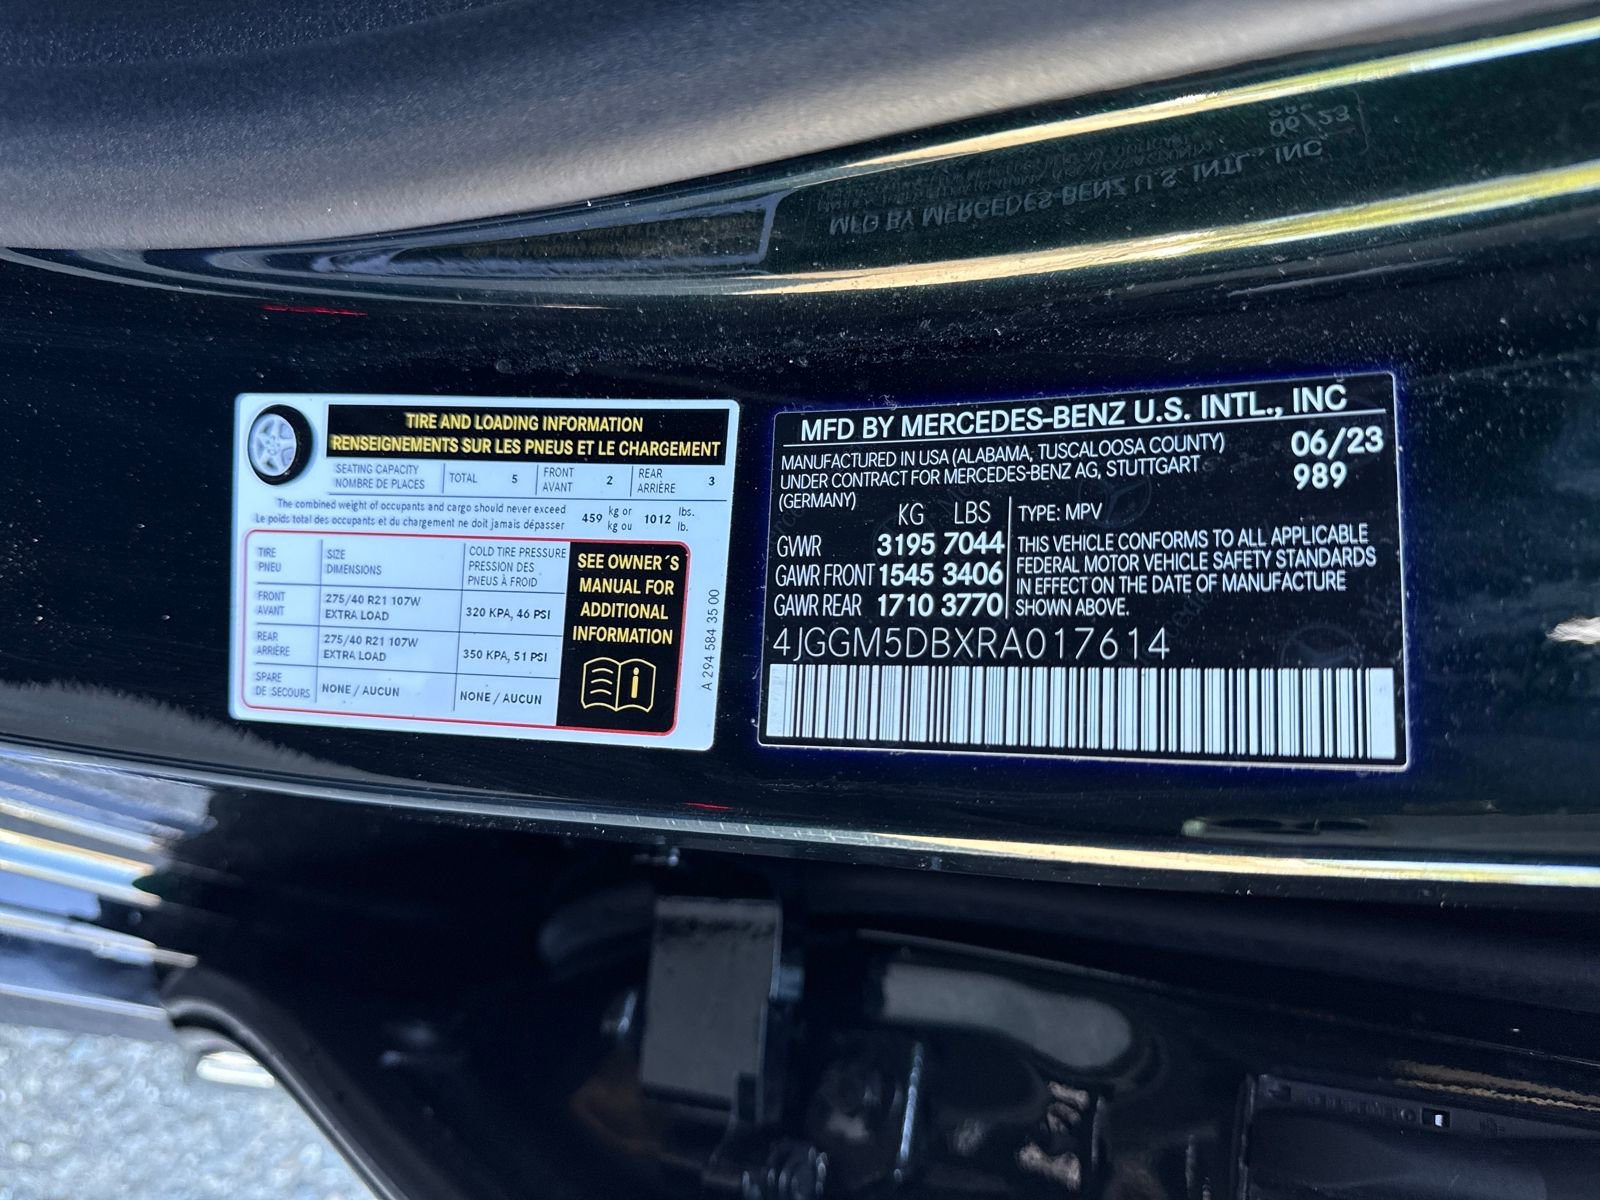 TIRE AND LOADING INFORMATION
RENSEIGNEMENTS SUR LES PNEUS ET LE CHARGEMENT
SEATING CAPACITY
NOMBRE DE PLACES
TOTAL 5
FRONT
AVANT
2
REAR
ARRIÈRE
3
The combined weight of occupants and cargo should never exceed
Le poids total des occupants et du chargement ne doit jamais dépasser
459
kg or
kg ou
1012
lbs.
lb.
TIRE
PNEU
SIZE
DIMENSIONS
COLD TIRE PRESSURE
PRESSION DES
PNEUS À FROID
FRONT
AVANT
275/40 R21 107W
EXTRA LOAD
320 KPA, 46 PSI
REAR
ARRIÈRE
275/40 R21 107W
EXTRA LOAD
350 KPA, 51 PSI
SPARE
DE SECOURS
NONE / AUCUN
NONE / AUCUN
SEE OWNER´S
MANUAL FOR
ADDITIONAL
INFORMATION
i
A 294 584 35 00
MFD BY MERCEDES-BENZ U.S. INTL., INC
MANUFACTURED IN USA (ALABAMA, TUSCALOOSA COUNTY)
UNDER CONTRACT FOR MERCEDES-BENZ AG, STUTTGART
(GERMANY)
06/23
989
KG LBS
GVWR 3195 7044
GAWR FRONT 1545 3406
GAWR REAR 1710 3770
TYPE: MPV
THIS VEHICLE CONFORMS TO ALL APPLICABLE
FEDERAL MOTOR VEHICLE SAFETY STANDARDS
IN EFFECT ON THE DATE OF MANUFACTURE
SHOWN ABOVE.
4JGGM5DBXRA017614